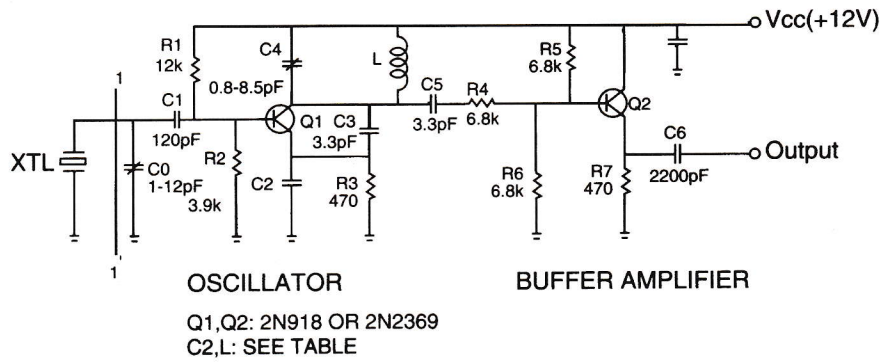 Vcc(+12V)
R1
12k
C4
0.8-8.5pF
L
R5
6.8k
1
C1
120pF
Q1
C3
3.3pF
C5
3.3pF
R4
6.8k
Q2
XTL
C0
1-12pF
R2
3.9k
C2
R3
470
R6
6.8k
R7
470
C6
2200pF
Output
1'
OSCILLATOR
BUFFER AMPLIFIER
Q1,Q2: 2N918 OR 2N2369
C2,L: SEE TABLE